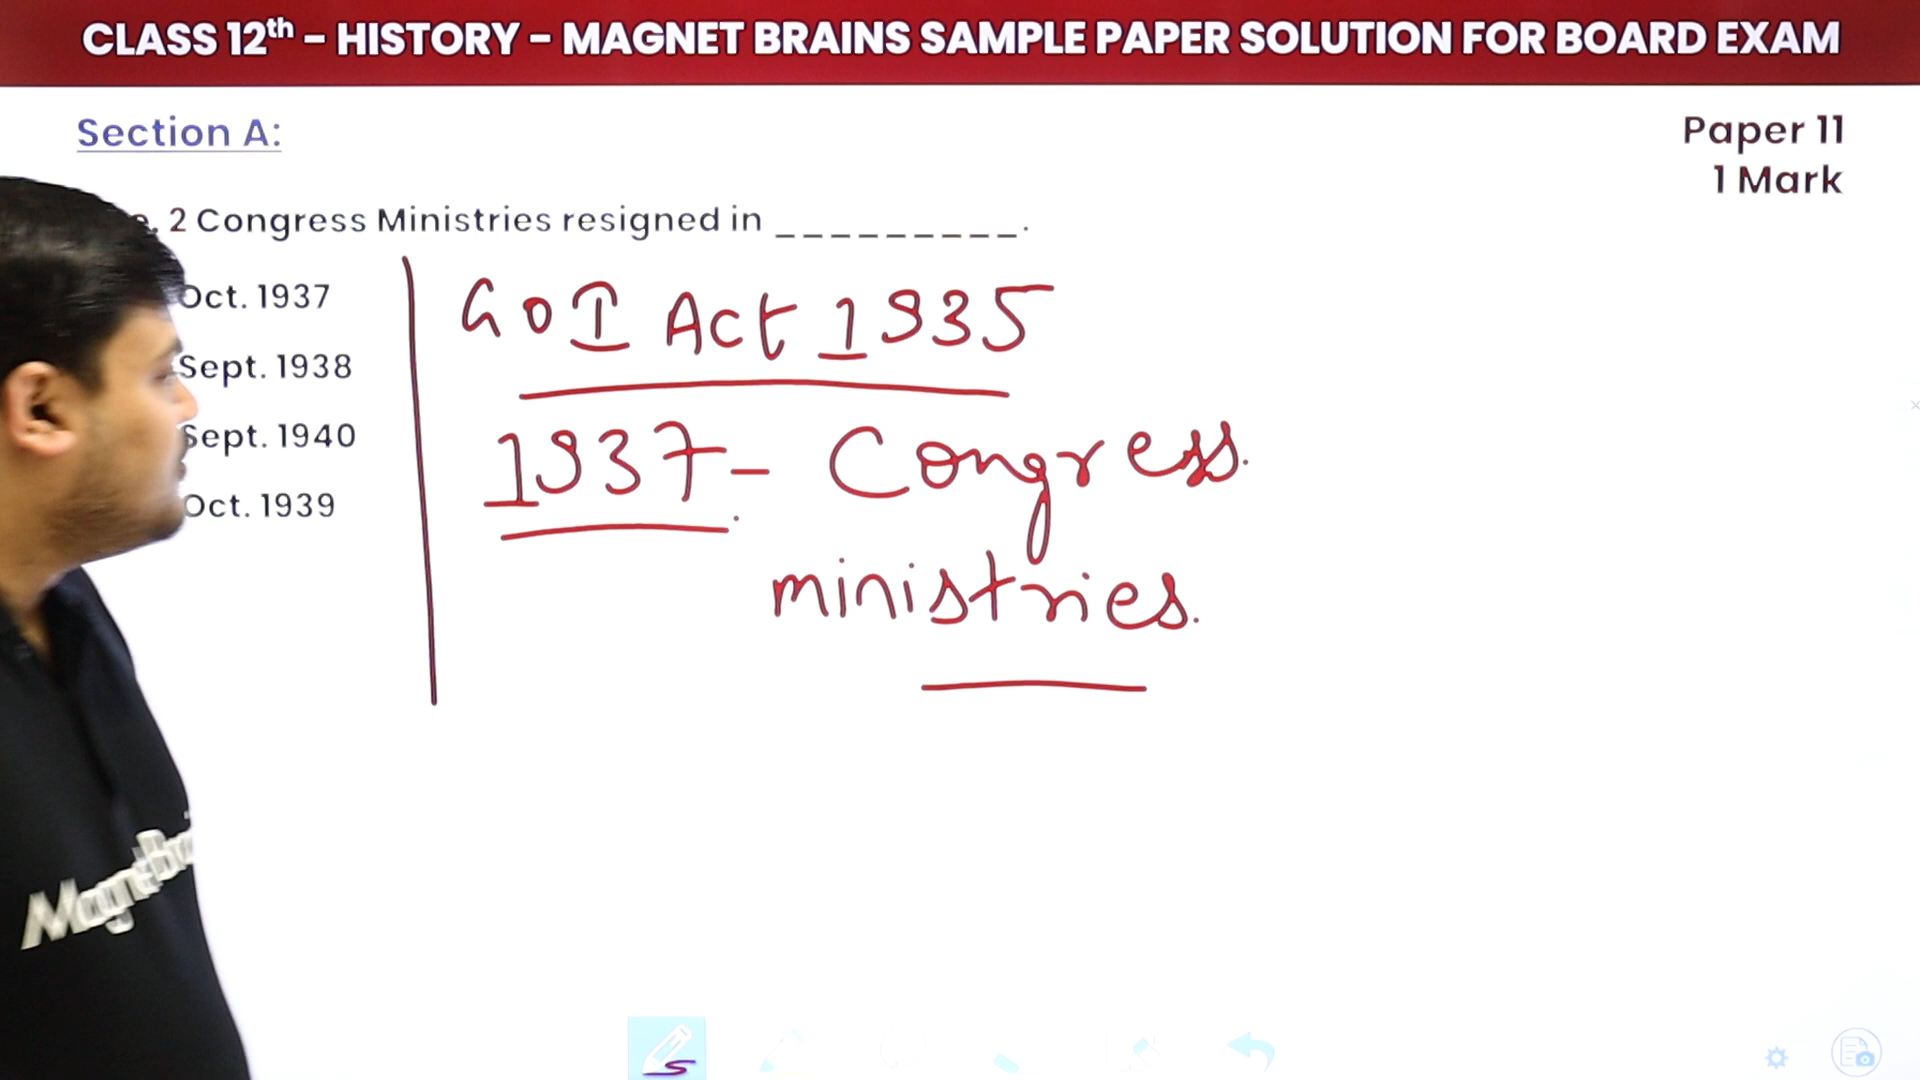 CLASS 12th - HISTORY - MAGNET BRAINS SAMPLE PAPER SOLUTION FOR BOARD EXAM
Section A:
Paper 11
1 Mark
2 Congress Ministries resigned in _ _ _ _ _ _ _ _ _.
Oct. 1937
Sept. 1938
Sept. 1940
Oct. 1939
GOI Act 1935
1937 - Congress
ministries.